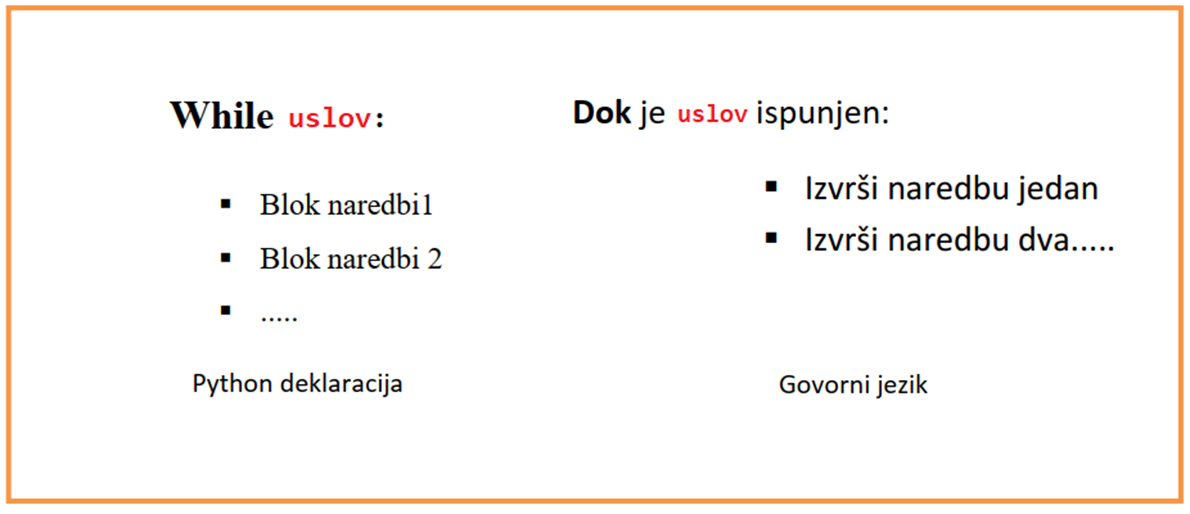 While uslov:
▪ Blok naredbi1
▪ Blok naredbi 2
▪ .....
Python deklaracija
Dok je uslov ispunjen:
▪ Izvrši naredbu jedan
▪ Izvrši naredbu dva.....
Govorni jezik